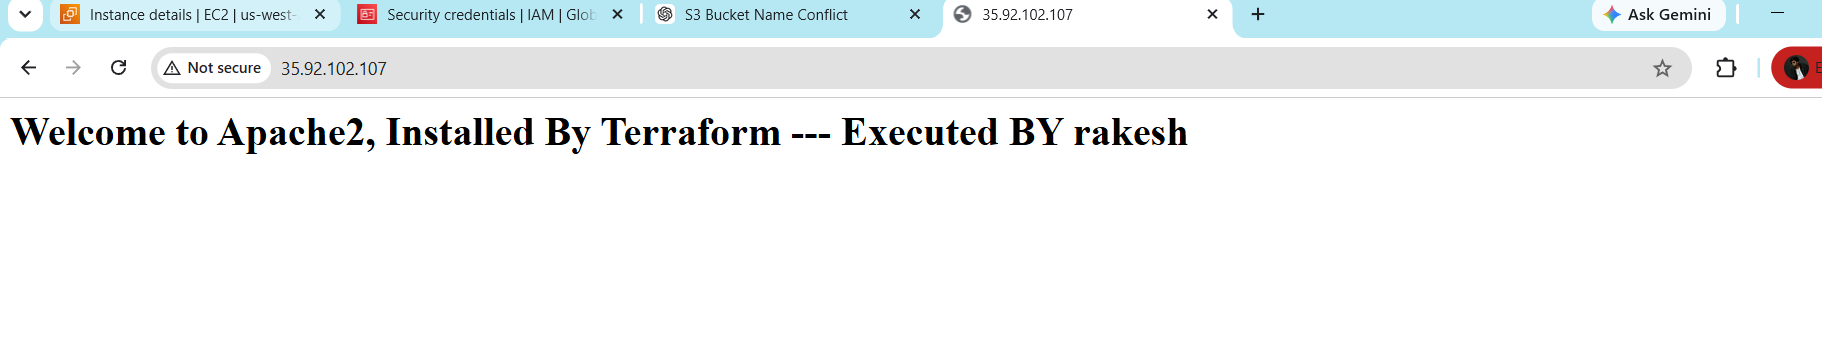 Instance details | EC2 | us-west-
Security credentials | IAM | Glob
S3 Bucket Name Conflict
35.92.102.107
Ask Gemini
Not secure
35.92.102.107
E
Welcome to Apache2, Installed By Terraform --- Executed BY rakesh